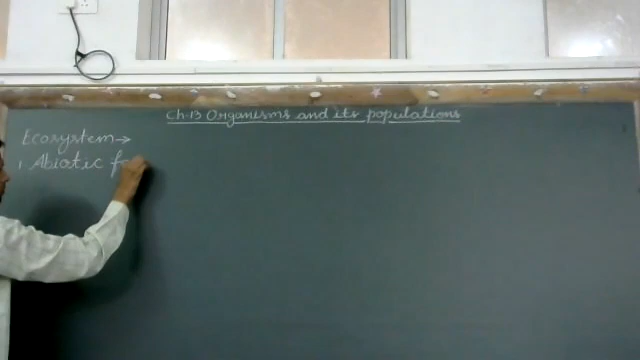 Ch.13 Organisms and its populations
Ecosystem→
1. Abiotic f